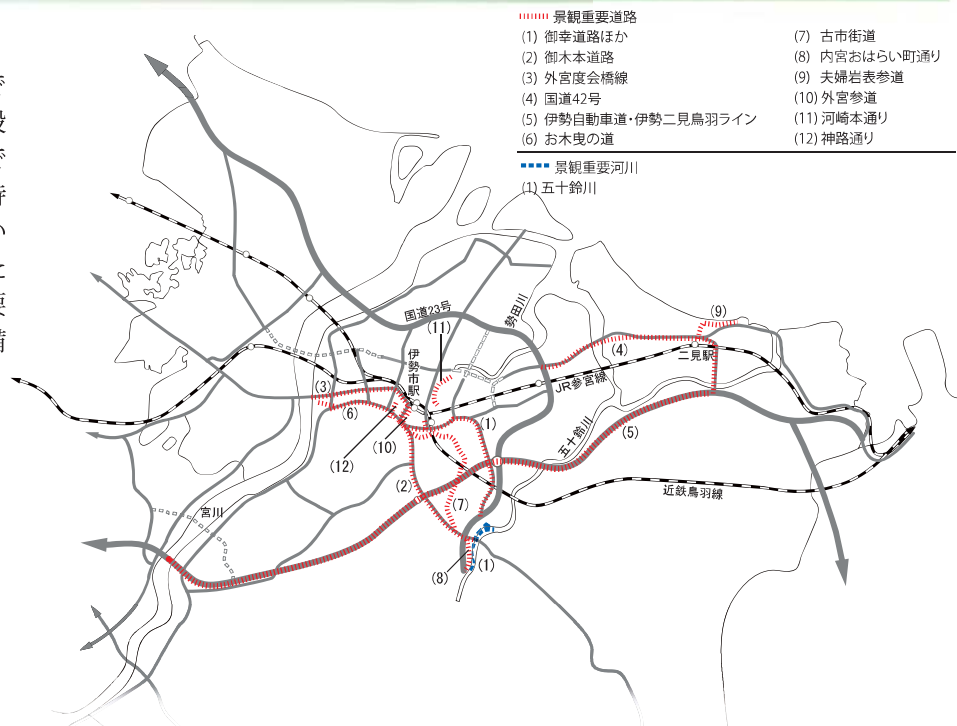 景観重要道路
(1) 御幸道路ほか
(2) 御木本道路
(3) 外宮度会橋線
(4) 国道42号
(5) 伊勢自動車道・伊勢二見鳥羽ライン
(6) お木曳の道
(7) 古市街道
(8) 内宮おはらい町通り
(9) 夫婦岩表参道
(10) 外宮参道
(11) 河崎本通り
(12) 神路通り
景観重要河川
(1) 五十鈴川
国道23号
(11)
勢田川
(9)
(4)
二見駅
伊勢市駅
JR参宮線
(3)
(6)
(1)
(10)
(12)
五十鈴川
(5)
(2)
(7)
近鉄鳥羽線
宮川
(8)
(1)